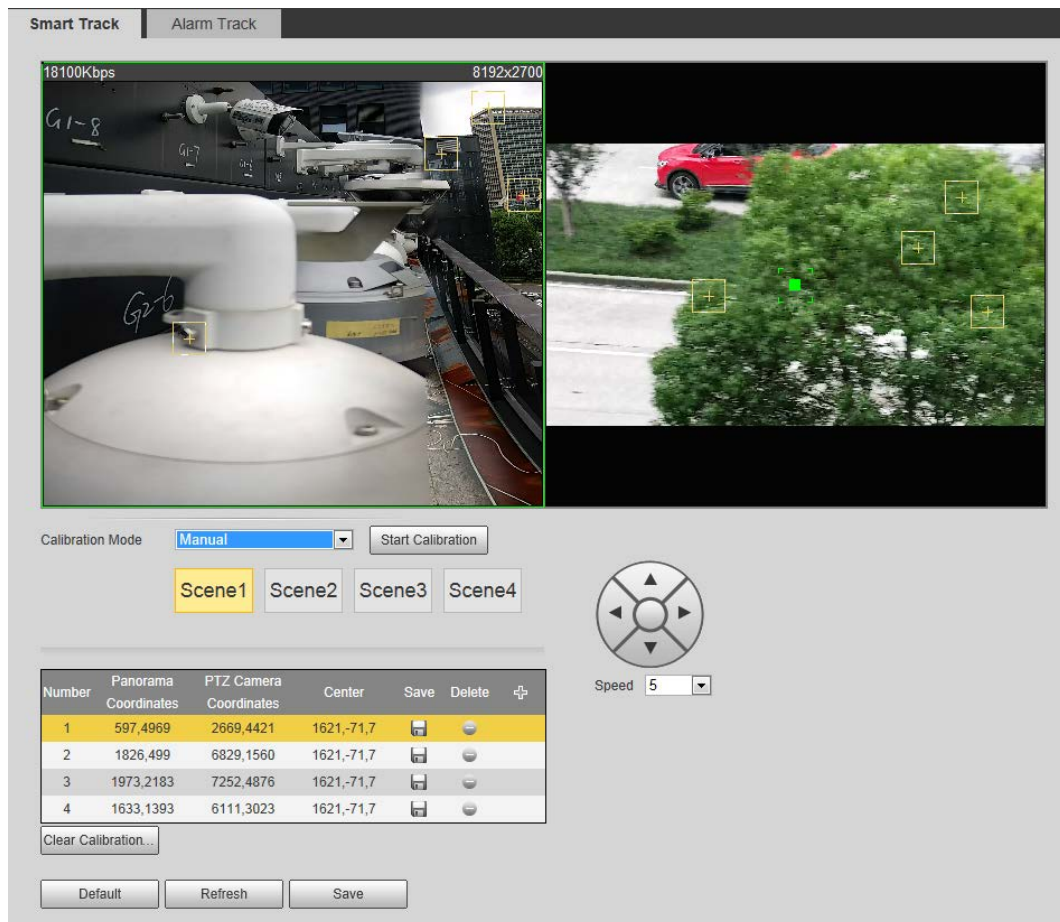 Smart Track Alarm Track
18100Kbps 8192x2700
G1-8
G1-7
G2-6
Calibration Mode Manual Start Calibration
Scene1 Scene2 Scene3 Scene4
Speed 5
Number Panorama Coordinates PTZ Camera Coordinates Center Save Delete
1 597,4969 2669,4421 1621,-71,7
2 1826,499 6829,1560 1621,-71,7
3 1973,2183 7252,4876 1621,-71,7
4 1633,1393 6111,3023 1621,-71,7
Clear Calibration...
Default Refresh Save